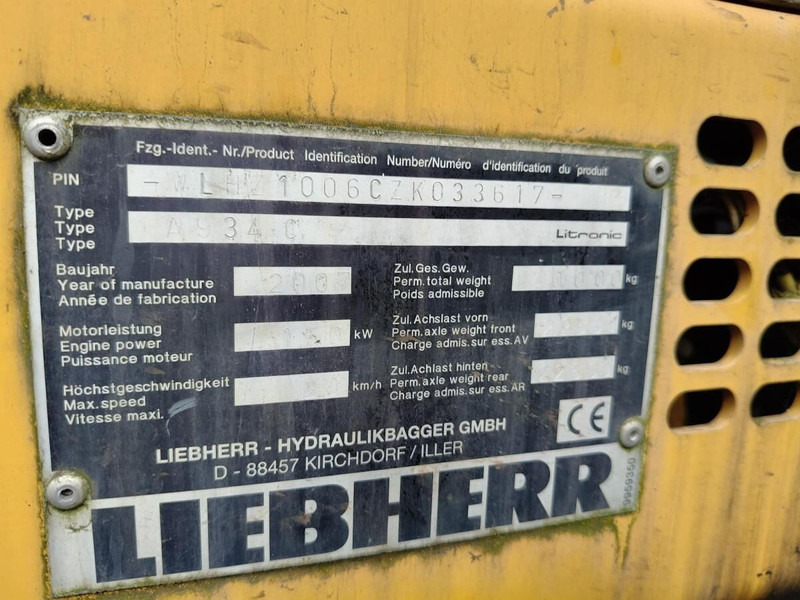 Fzg.-Ident.- Nr./Product Identification Number/Numéro d'identification du produit
PIN
Type A 934 C Litronic
Type
Type
Baujahr
Year of manufacture
Année de fabrication
Zul.Ges.Gew.
Perm.total weight kg
Poids admissible
Motorleistung
Engine power kW
Puissance moteur
Zul.Achslast vorn
Perm.axle weight front kg
Charge admis.sur ess.AV
Höchstgeschwindigkeit
Max.speed km/h
Vitesse maxi.
Zul.Achlast hinten
Perm.axle weight rear kg
Charge admis.sur ess.AR
CE
LIEBHERR - HYDRAULIKBAGGER GMBH
D - 88457 KIRCHDORF/ILLER
LIEBHERR
9959350